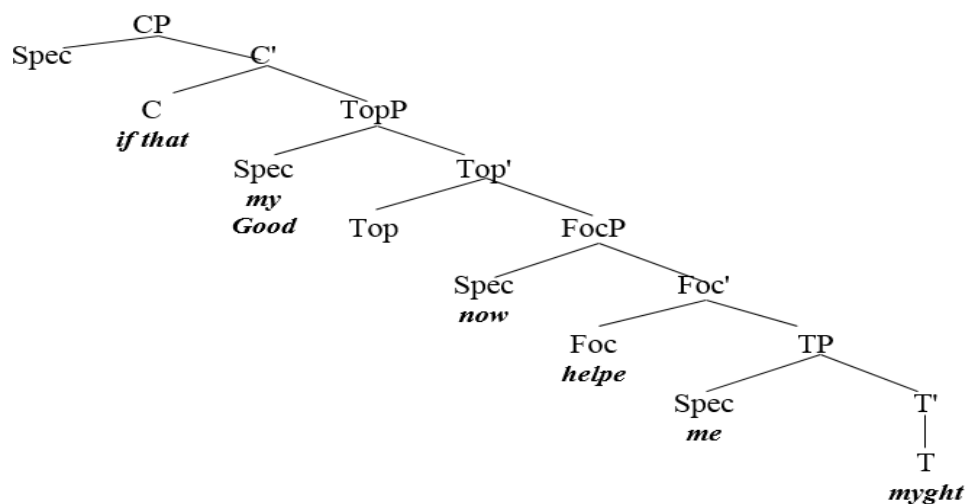 CP
Spec C'
C TopP
if that
Spec Top'
my
Good Top FocP
Spec Foc'
now
Foc TP
helpe
Spec T'
me
T
myght